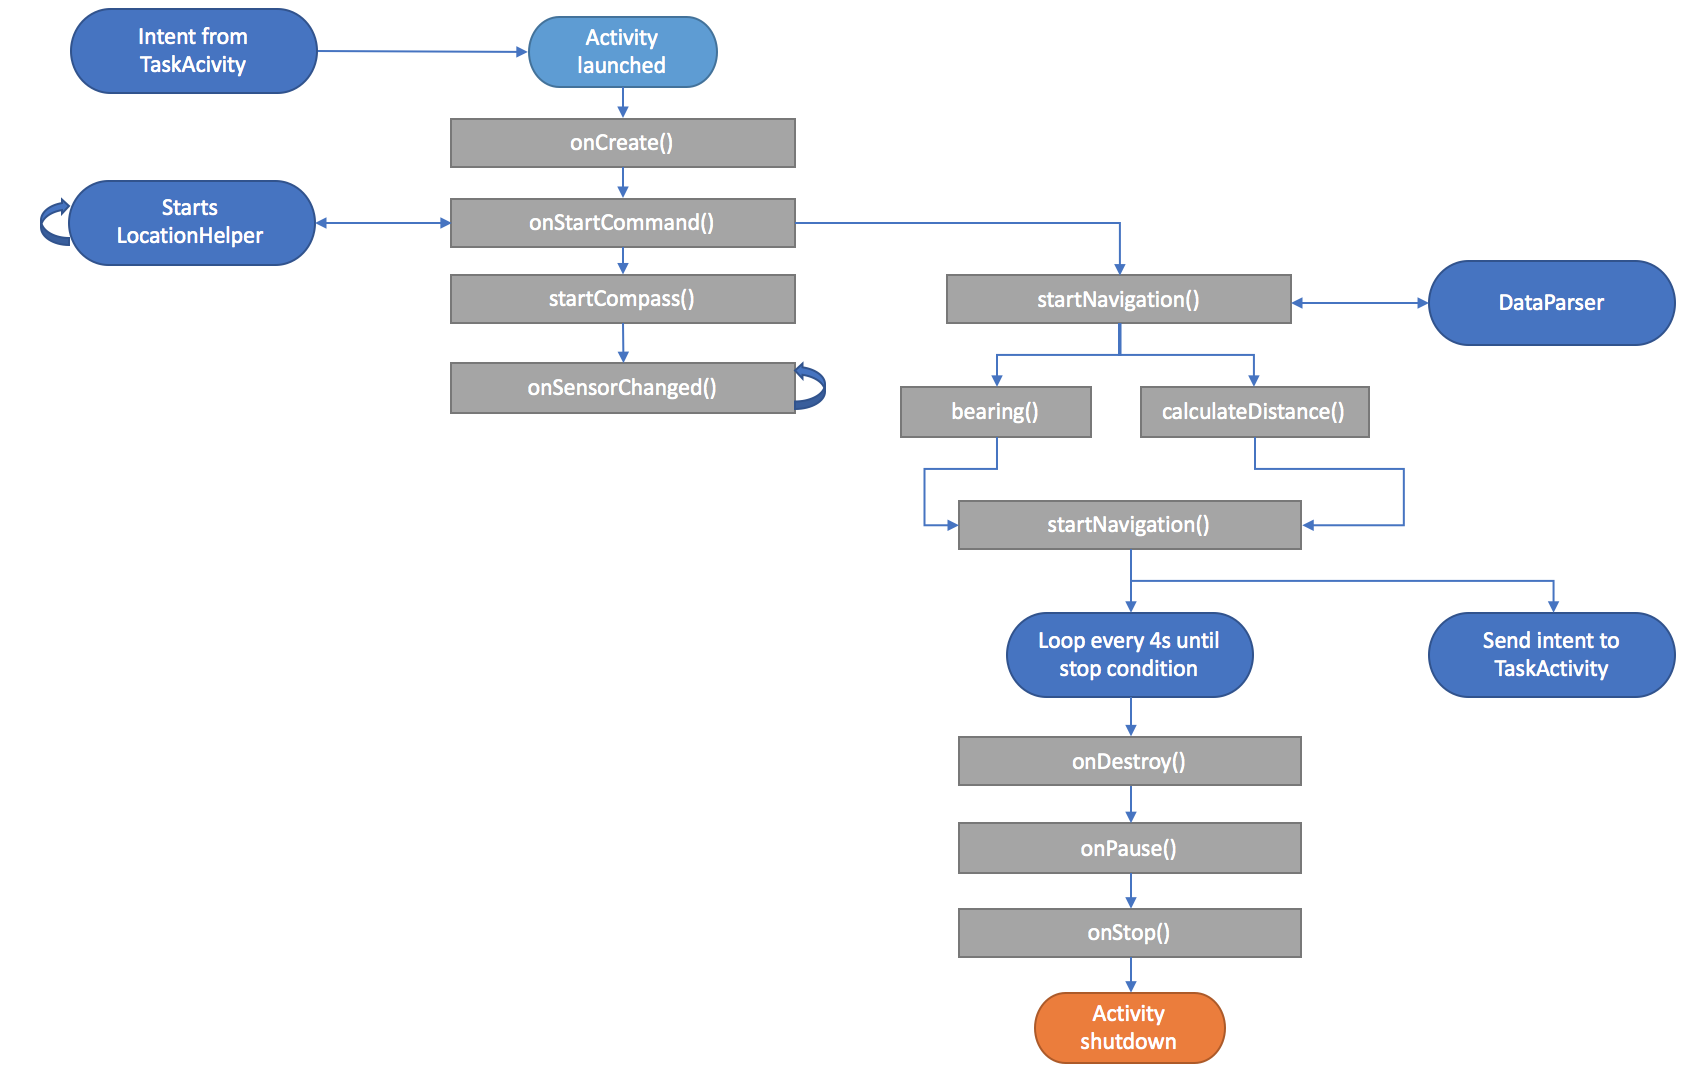 Intent from
TaskAcivity
Activity
launched
onCreate()
Starts
LocationHelper
onStartCommand()
startCompass()
onSensorChanged()
startNavigation()
DataParser
bearing()
calculateDistance()
startNavigation()
Loop every 4s until
stop condition
Send intent to
TaskActivity
onDestroy()
onPause()
onStop()
Activity
shutdown